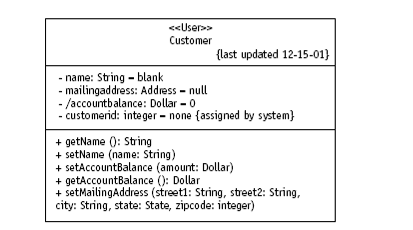 <<User>>
Customer
{last updated 12-15-01}
- name: String = blank
- mailingaddress: Address = null
- /accountbalance: Dollar = 0
- customerid: integer = none {assigned by system}
+ getName (): String
+ setName (name: String)
+ setAccountBalance (amount: Dollar)
+ getAccountBalance (): Dollar
+ setMailingAddress (street1: String, street2: String,
city: String, state: State, zipcode: integer)